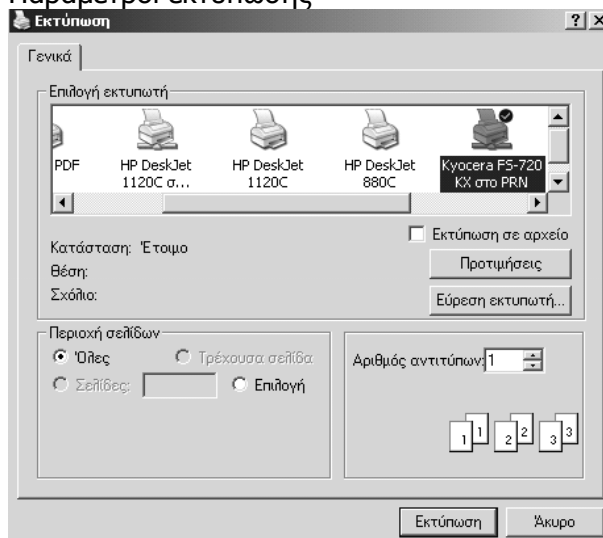 Παράμετροι εκτύπωσης
Εκτύπωση
Γενικά
Επιλογή εκτυπωτή
PDF
HP DeskJet
1120C σ...
HP DeskJet
1120C
HP DeskJet
880C
Kyocera FS-720
KX στο PRN
Κατάσταση: Έτοιμο
Θέση:
Σχόλιο:
Εκτύπωση σε αρχείο
Προτιμήσεις
Εύρεση εκτυπωτή...
Περιοχή σελίδων
Όλες
Τρέχουσα σελίδα
Σελίδες:
Επιλογή
Αριθμός αντιτύπων: 1
1 1 2 2 3 3
Εκτύπωση
Άκυρο